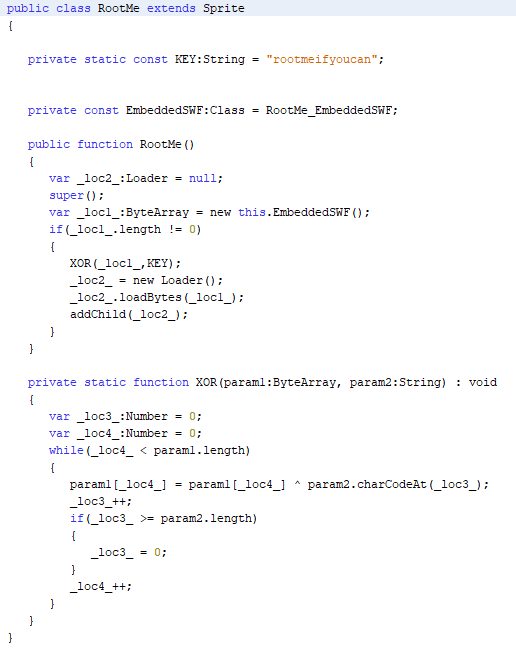 public class RootMe extends Sprite
{
private static const KEY:String = "rootmeifyoucan";
private const EmbeddedSWF:Class = RootMe_EmbeddedSWF;
public function RootMe()
{
var _loc2_:Loader = null;
super();
var _loc1_:ByteArray = new this.EmbeddedSWF();
if(_loc1_.length != 0)
{
XOR(_loc1_,KEY);
_loc2_ = new Loader();
_loc2_.loadBytes(_loc1_);
addChild(_loc2_);
}
}
private static function XOR(param1:ByteArray, param2:String) : void
{
var _loc3_:Number = 0;
var _loc4_:Number = 0;
while(_loc4_ < param1.length)
{
param1[_loc4_] = param1[_loc4_] ^ param2.charCodeAt(_loc3_);
_loc3_++;
if(_loc3_ >= param2.length)
{
_loc3_ = 0;
}
_loc4_++;
}
}
}